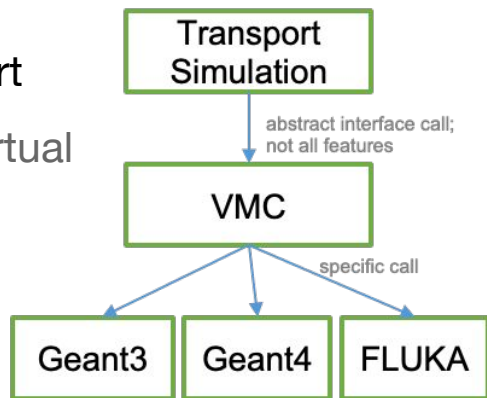 Transport
Simulation
rt
abstract interface call;
not all features
rtual
VMC
specific call
Geant3
Geant4
FLUKA